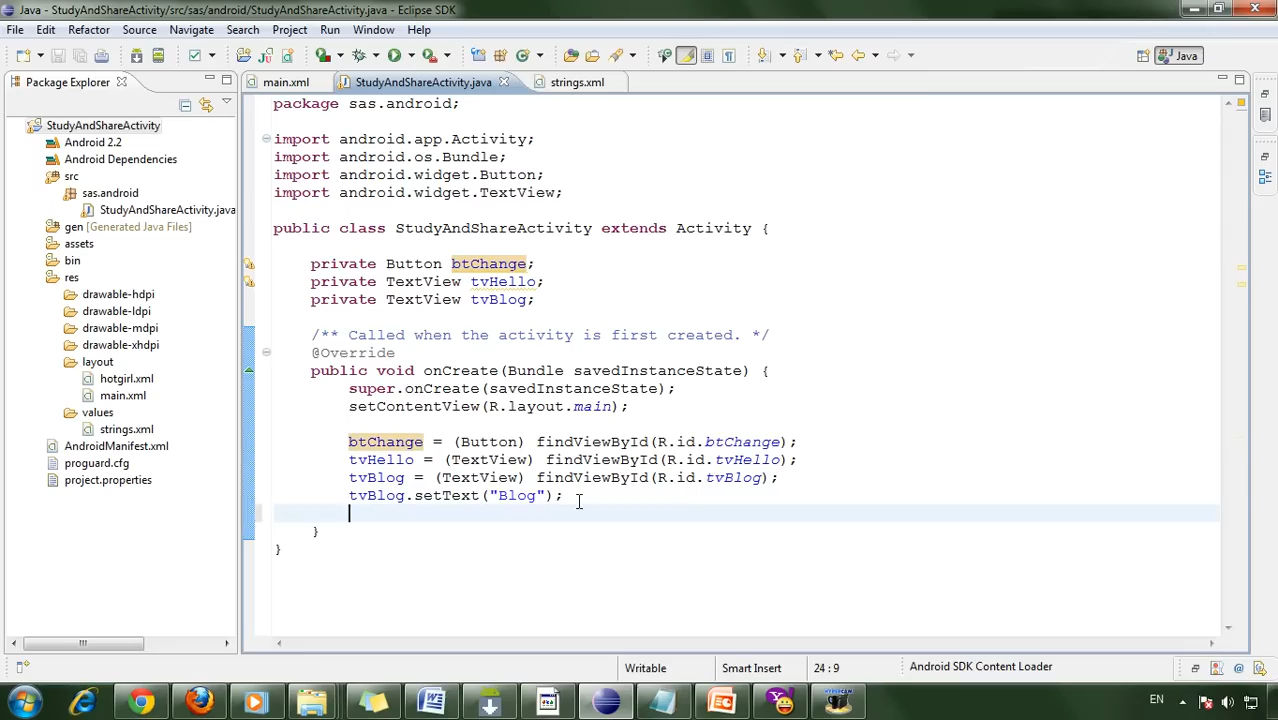 Java - StudyAndShareActivity/src/sas/android/StudyAndShareActivity.java - Eclipse SDK
File Edit Refactor Source Navigate Search Project Run Window Help
Java
Package Explorer
main.xml StudyAndShareActivity.java strings.xml
StudyAndShareActivity
Android 2.2
Android Dependencies
src
sas.android
StudyAndShareActivity.java
gen [Generated Java Files]
assets
bin
res
drawable-hdpi
drawable-ldpi
drawable-mdpi
drawable-xhdpi
layout
hotgirl.xml
main.xml
values
strings.xml
AndroidManifest.xml
proguard.cfg
project.properties
package sas.android;
import android.app.Activity;
import android.os.Bundle;
import android.widget.Button;
import android.widget.TextView;
public class StudyAndShareActivity extends Activity {
private Button btChange;
private TextView tvHello;
private TextView tvBlog;
/** Called when the activity is first created. */
@Override
public void onCreate(Bundle savedInstanceState) {
super.onCreate(savedInstanceState);
setContentView(R.layout.main);
btChange = (Button) findViewById(R.id.btChange);
tvHello = (TextView) findViewById(R.id.tvHello);
tvBlog = (TextView) findViewById(R.id.tvBlog);
tvBlog.setText("Blog");
}
}
Writable Smart Insert 24 : 9 Android SDK Content Loader
EN